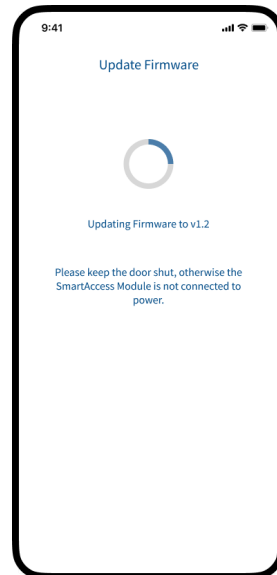 9:41
Update Firmware
Updating Firmware to v1.2
Please keep the door shut, otherwise the
SmartAccess Module is not connected to
power.